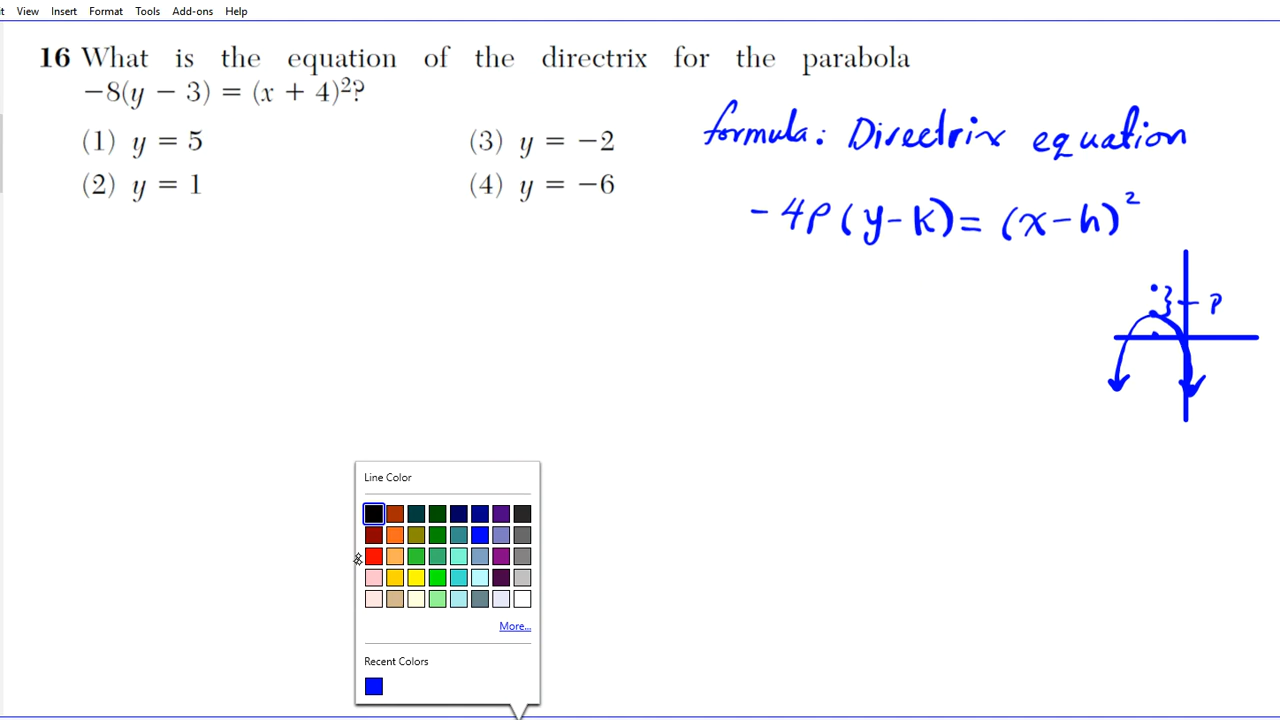 t View Insert Format Tools Add-ons Help
16 What is the equation of the directrix for the parabola
−8(y − 3) = (x + 4)²?
(1) y = 5 (3) y = −2
(2) y = 1 (4) y = −6
formula: Directrix equation
-4P(y-k)= (x-h)²
P
Line Color
More...
Recent Colors